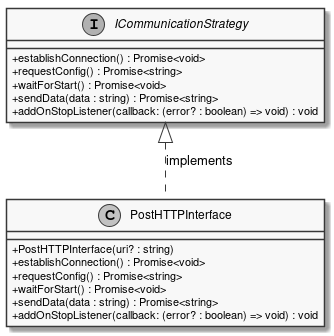 I ICommunicationStrategy
+establishConnection() : Promise<void>
+requestConfig() : Promise<string>
+waitForStart() : Promise<void>
+sendData(data : string) : Promise<string>
+addOnStopListener(callback: (error? : boolean) => void) : void
implements
C PostHTTPInterface
+PostHTTPInterface(uri? : string)
+establishConnection() : Promise<void>
+requestConfig() : Promise<string>
+waitForStart() : Promise<void>
+sendData(data : string) : Promise<string>
+addOnStopListener(callback: (error? : boolean) => void) : void